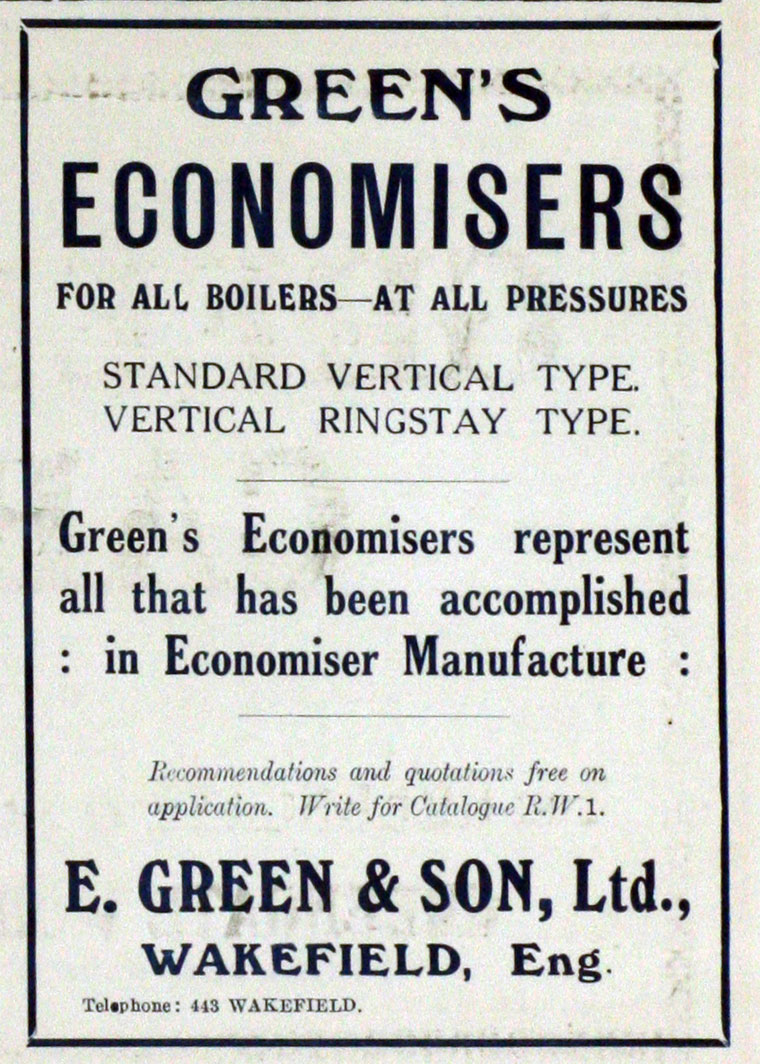 GREEN'S
ECONOMISERS
FOR ALL BOILERS—AT ALL PRESSURES
STANDARD VERTICAL TYPE.
VERTICAL RINGSTAY TYPE.
Green's Economisers represent
all that has been accomplished
: in Economiser Manufacture :
Recommendations and quotations free on
application. Write for Catalogue R.W.1.
E. GREEN & SON, Ltd.,
WAKEFIELD, Eng.
Telephone: 443 WAKEFIELD.